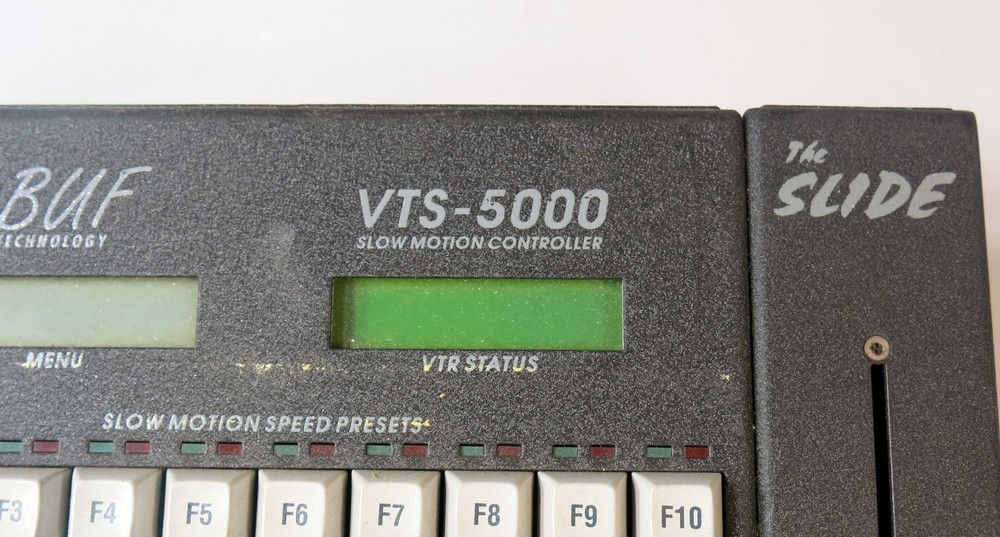 BUF
TECHNOLOGY
VTS-5000
SLOW MOTION CONTROLLER
The
SLIDE
MENU
VTR STATUS
SLOW MOTION SPEED PRESETS
F3 F4 F5 F6 F7 F8 F9 F10